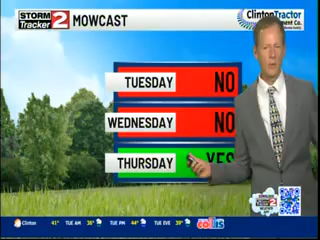 STORM Tracker 2 MOWCAST
Clinton Tractor
TUESDAY NO
WEDNESDAY NO
THURSDAY YES
Clinton 41° TUE AM 36° TUE PM 44° TUE EVE 39°